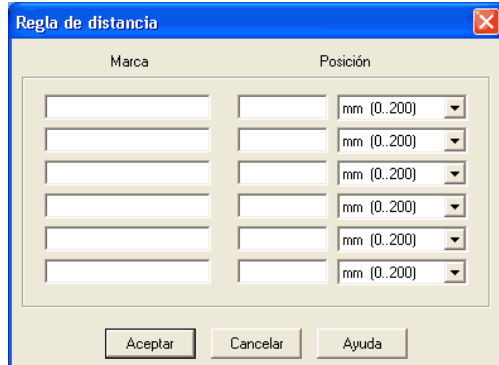 Regla de distancia
Marca Posición
mm (0..200)
mm (0..200)
mm (0..200)
mm (0..200)
mm (0..200)
mm (0..200)
Aceptar Cancelar Ayuda